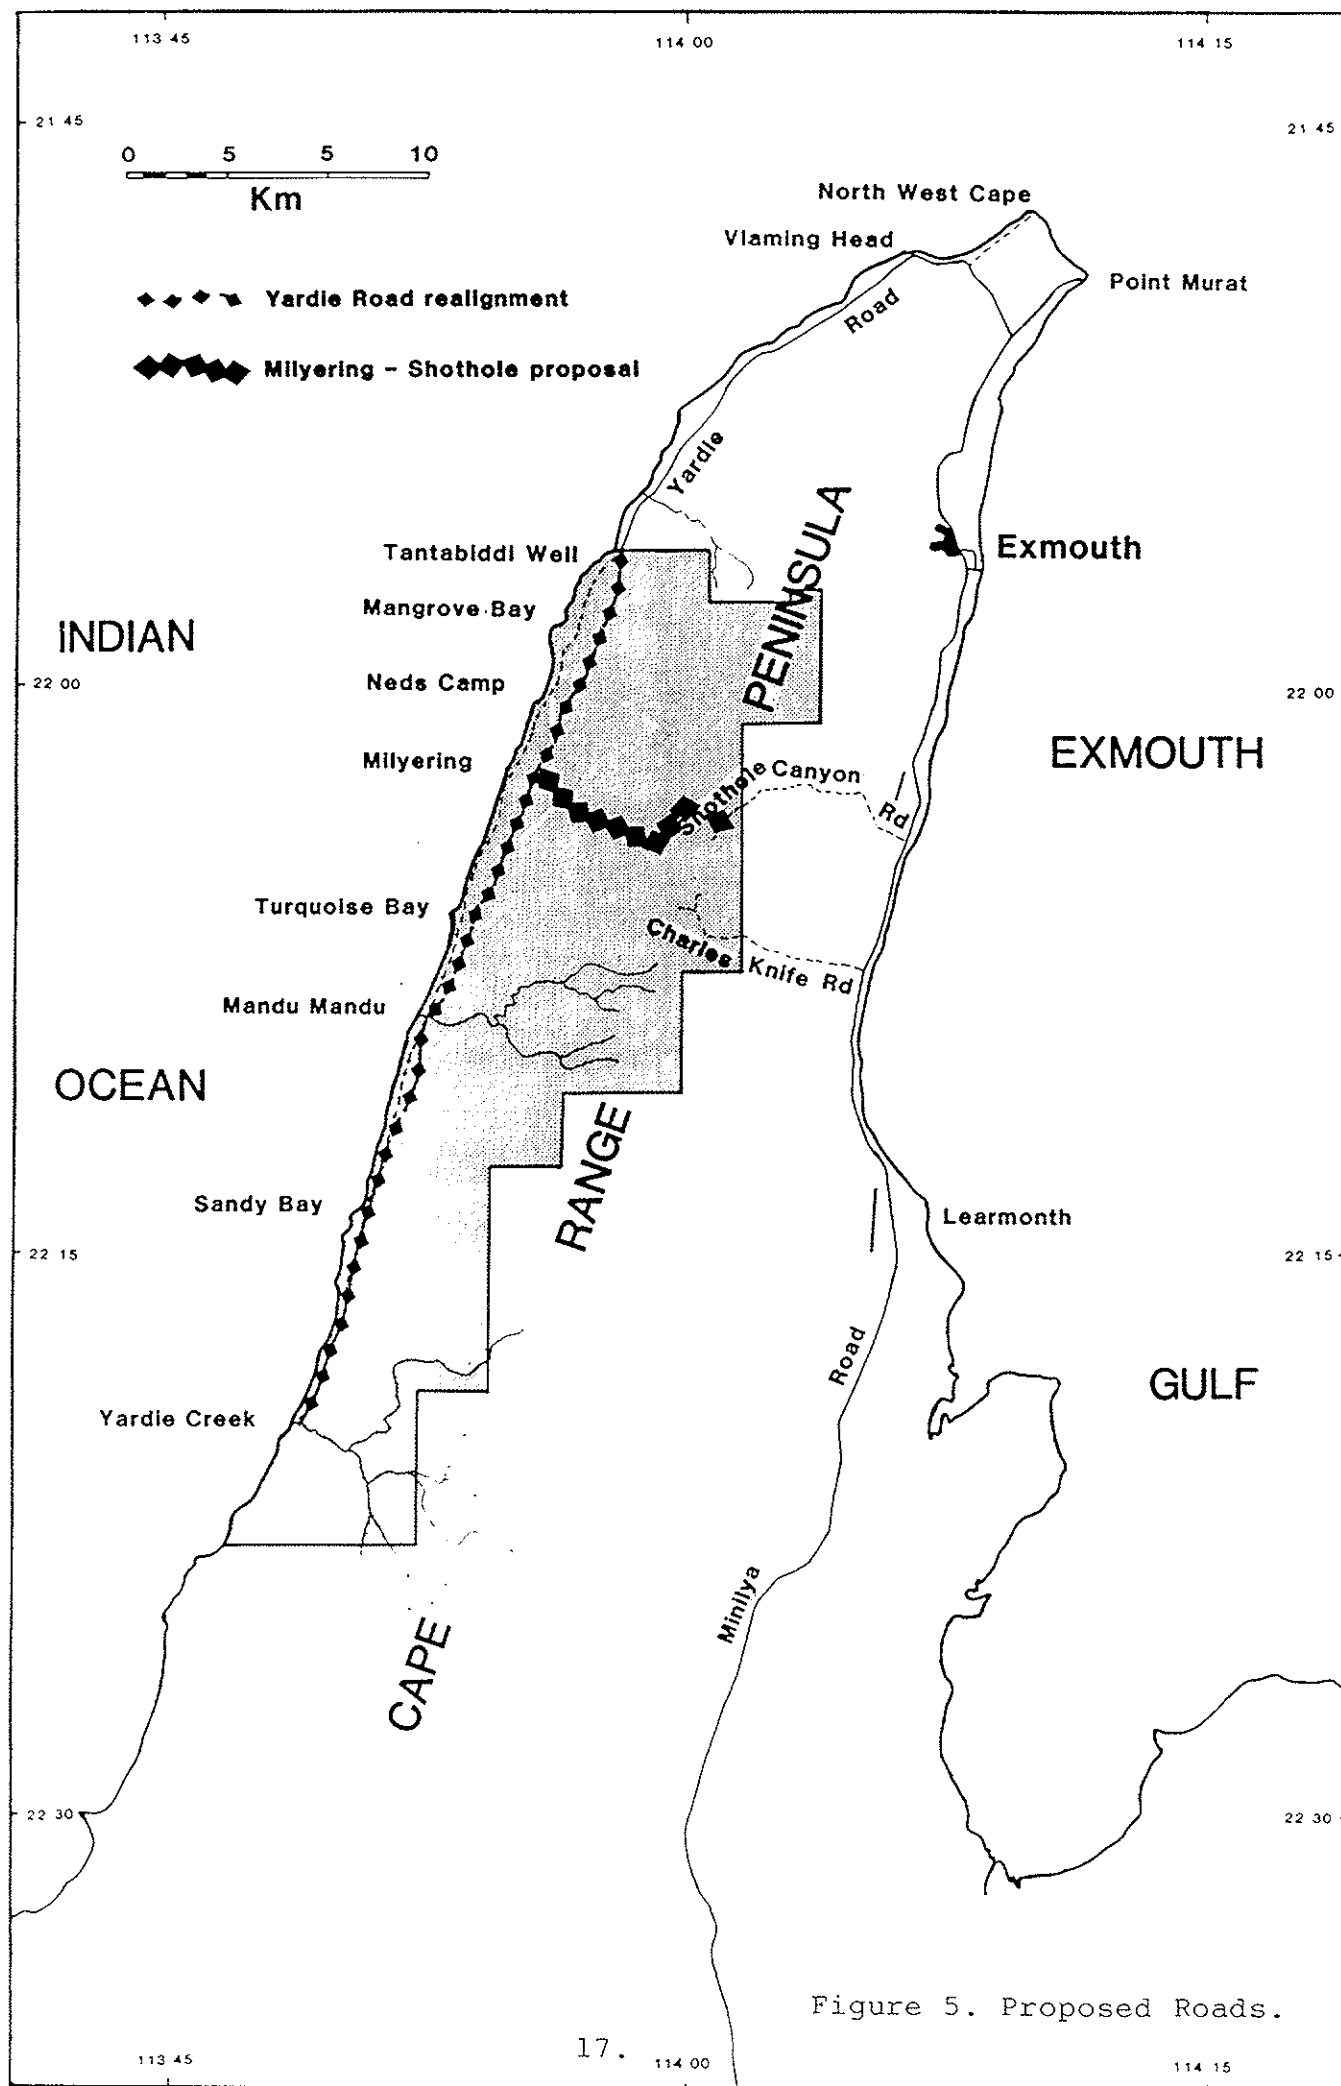 113 45
114 00
114 15
21 45
21 45
0 5 5 10
Km
North West Cape
Vlaming Head
Point Murat
Yardie Road realignment
Road
Milyering - Shothole proposal
Yardie
PENINSULA
Tantabiddi Well
Exmouth
Mangrove Bay
INDIAN
Neds Camp
22 00
22 00
EXMOUTH
Milyering
Shothole Canyon
Rd
Turquoise Bay
Charles Knife Rd
Mandu Mandu
OCEAN
RANGE
Sandy Bay
Learmonth
22 15
22 15
Road
GULF
Yardie Creek
Minilya
CAPE
22 30
22 30
Figure 5. Proposed Roads.
17.
113 45
114 00
114 15